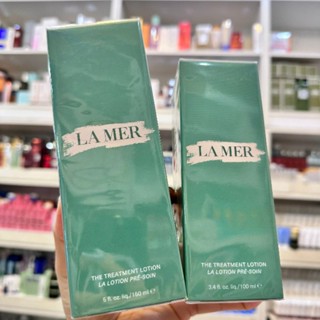 LA MER
THE TREATMENT LOTION
LA LOTION PRÉ-SOIN
5 fl. oz. liq./150 ml ℮
LA MER
THE TREATMENT LOTION
LA LOTION PRÉ-SOIN
3.4 fl. oz. liq./100 ml ℮